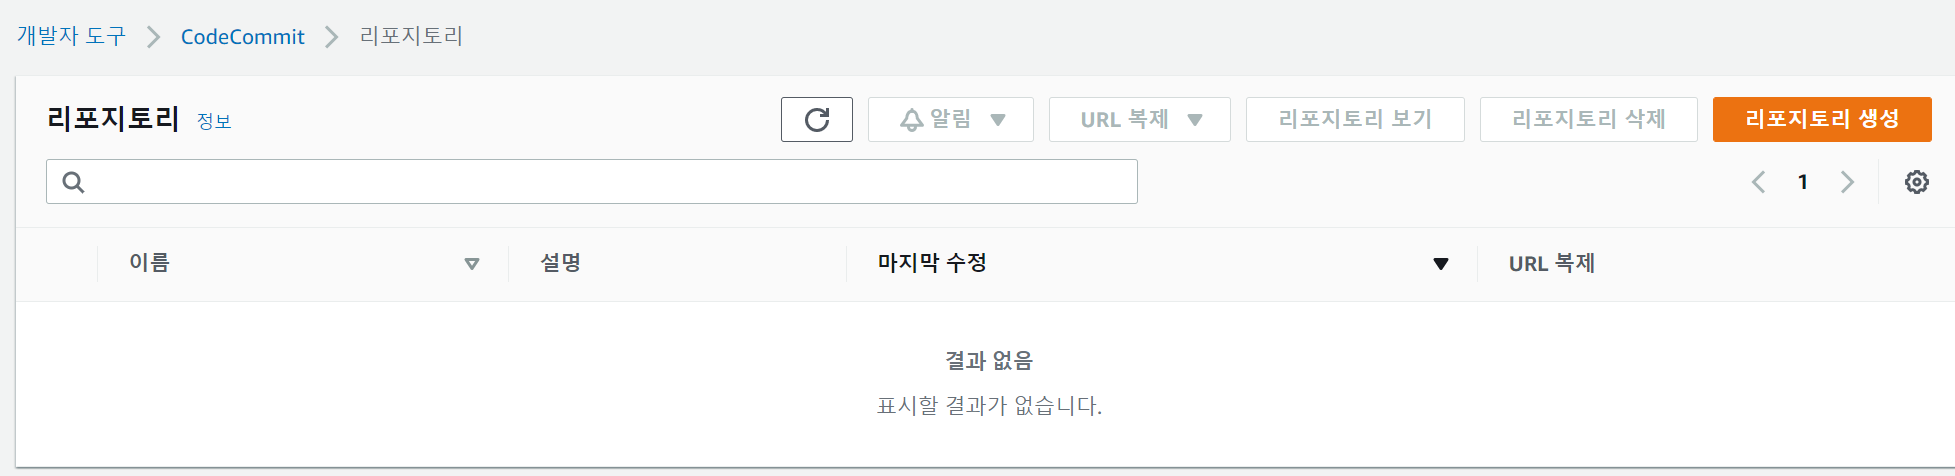 개발자 도구 > CodeCommit > 리포지토리
리포지토리 정보 알림 URL 복제 리포지토리 보기 리포지토리 삭제 리포지토리 생성
1
이름 설명 마지막 수정 URL 복제
결과 없음
표시할 결과가 없습니다.